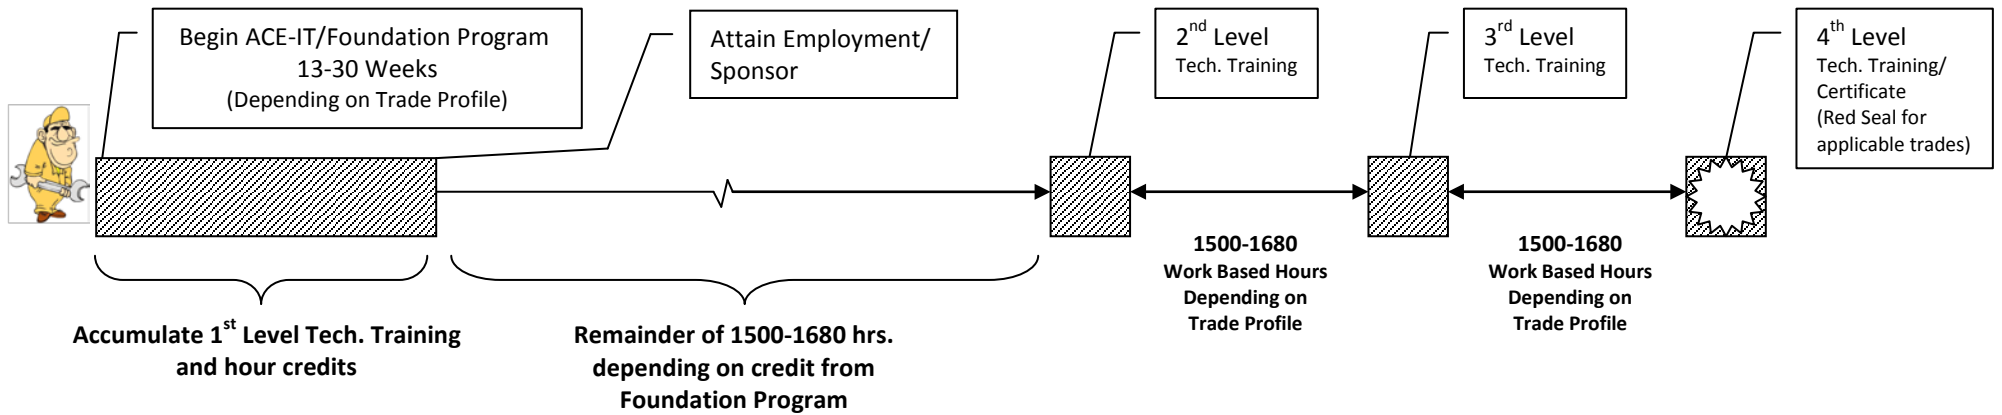 Begin ACE-IT/Foundation Program
13-30 Weeks
(Depending on Trade Profile)
Attain Employment/
Sponsor
2nd Level
Tech. Training
3rd Level
Tech. Training
4th Level
Tech. Training/
Certificate
(Red Seal for
applicable trades)
Accumulate 1st Level Tech. Training
and hour credits
Remainder of 1500-1680 hrs.
depending on credit from
Foundation Program
1500-1680
Work Based Hours
Depending on
Trade Profile
1500-1680
Work Based Hours
Depending on
Trade Profile